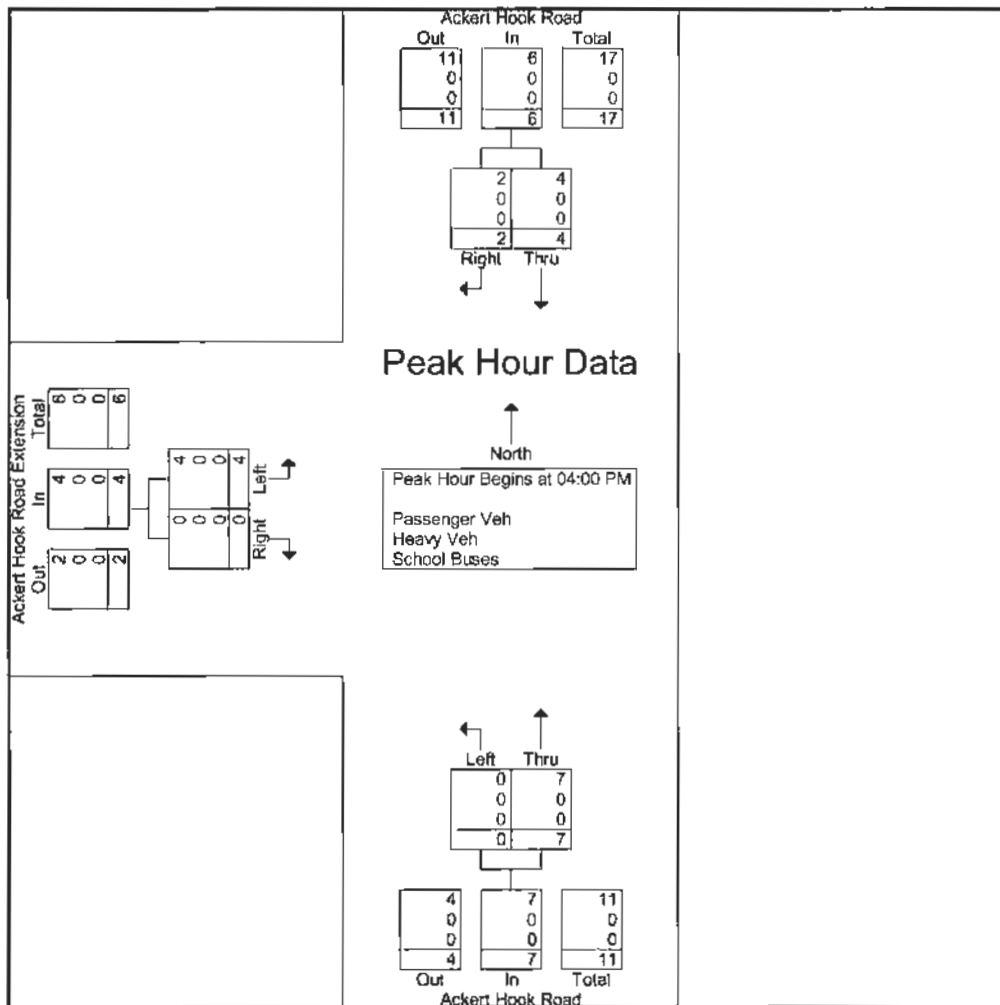 Ackert Hook Road
Out In Total
11 6 17
0 0 0
0 0 0
11 6 17
2 4
0 0
0 0
2 4
Right Thru
Peak Hour Data
North
Peak Hour Begins at 04:00 PM
Passenger Veh
Heavy Veh
School Buses
Ackert Hook Road Extension
Out In Total
2 4 6
0 0 0
0 0 0
2 4 6
Right Left
0 4
0 0
0 0
0 4
Left Thru
0 7
0 0
0 0
0 7
4 7 11
0 0 0
0 0 0
4 7 11
Out In Total
Ackert Hook Road